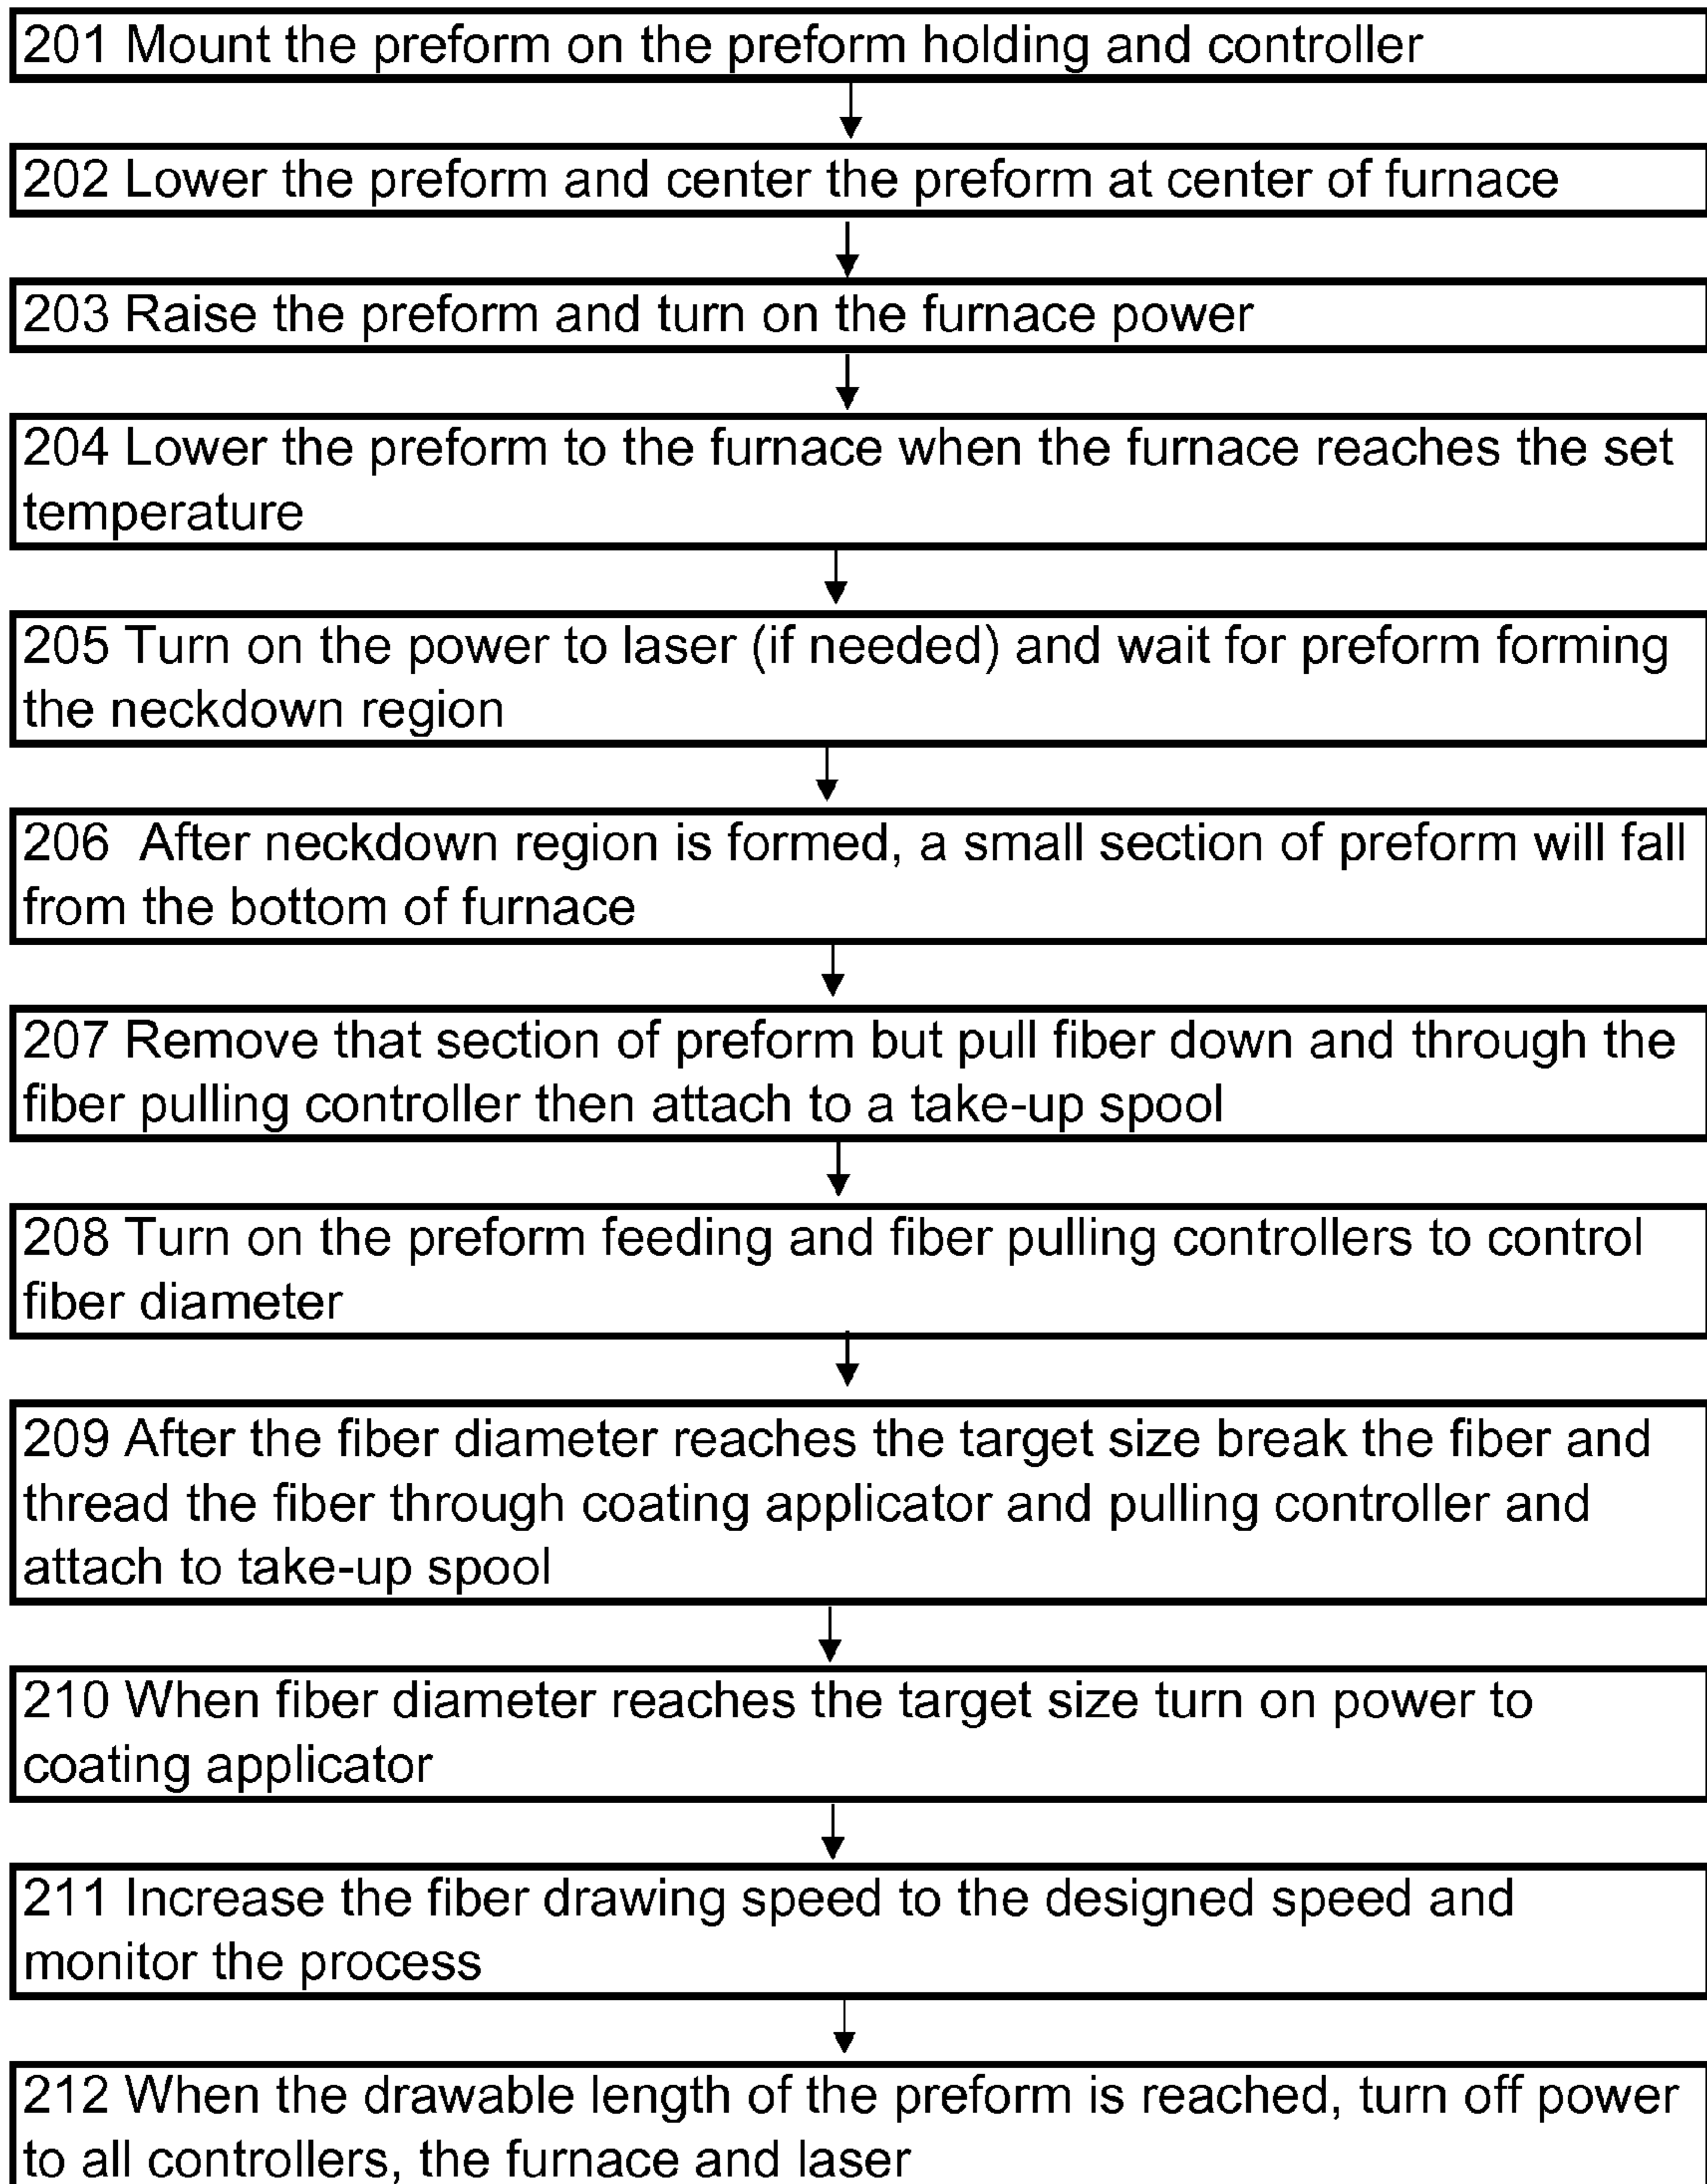 201 Mount the preform on the preform holding and controller
202 Lower the preform and center the preform at center of furnace
203 Raise the preform and turn on the furnace power
204 Lower the preform to the furnace when the furnace reaches the set
temperature
205 Turn on the power to laser (if needed) and wait for preform forming
the neckdown region
206 After neckdown region is formed, a small section of preform will fall
from the bottom of furnace
207 Remove that section of preform but pull fiber down and through the
fiber pulling controller then attach to a take-up spool
208 Turn on the preform feeding and fiber pulling controllers to control
fiber diameter
209 After the fiber diameter reaches the target size break the fiber and
thread the fiber through coating applicator and pulling controller and
attach to take-up spool
210 When fiber diameter reaches the target size turn on power to
coating applicator
211 Increase the fiber drawing speed to the designed speed and
monitor the process
212 When the drawable length of the preform is reached, turn off power
to all controllers, the furnace and laser